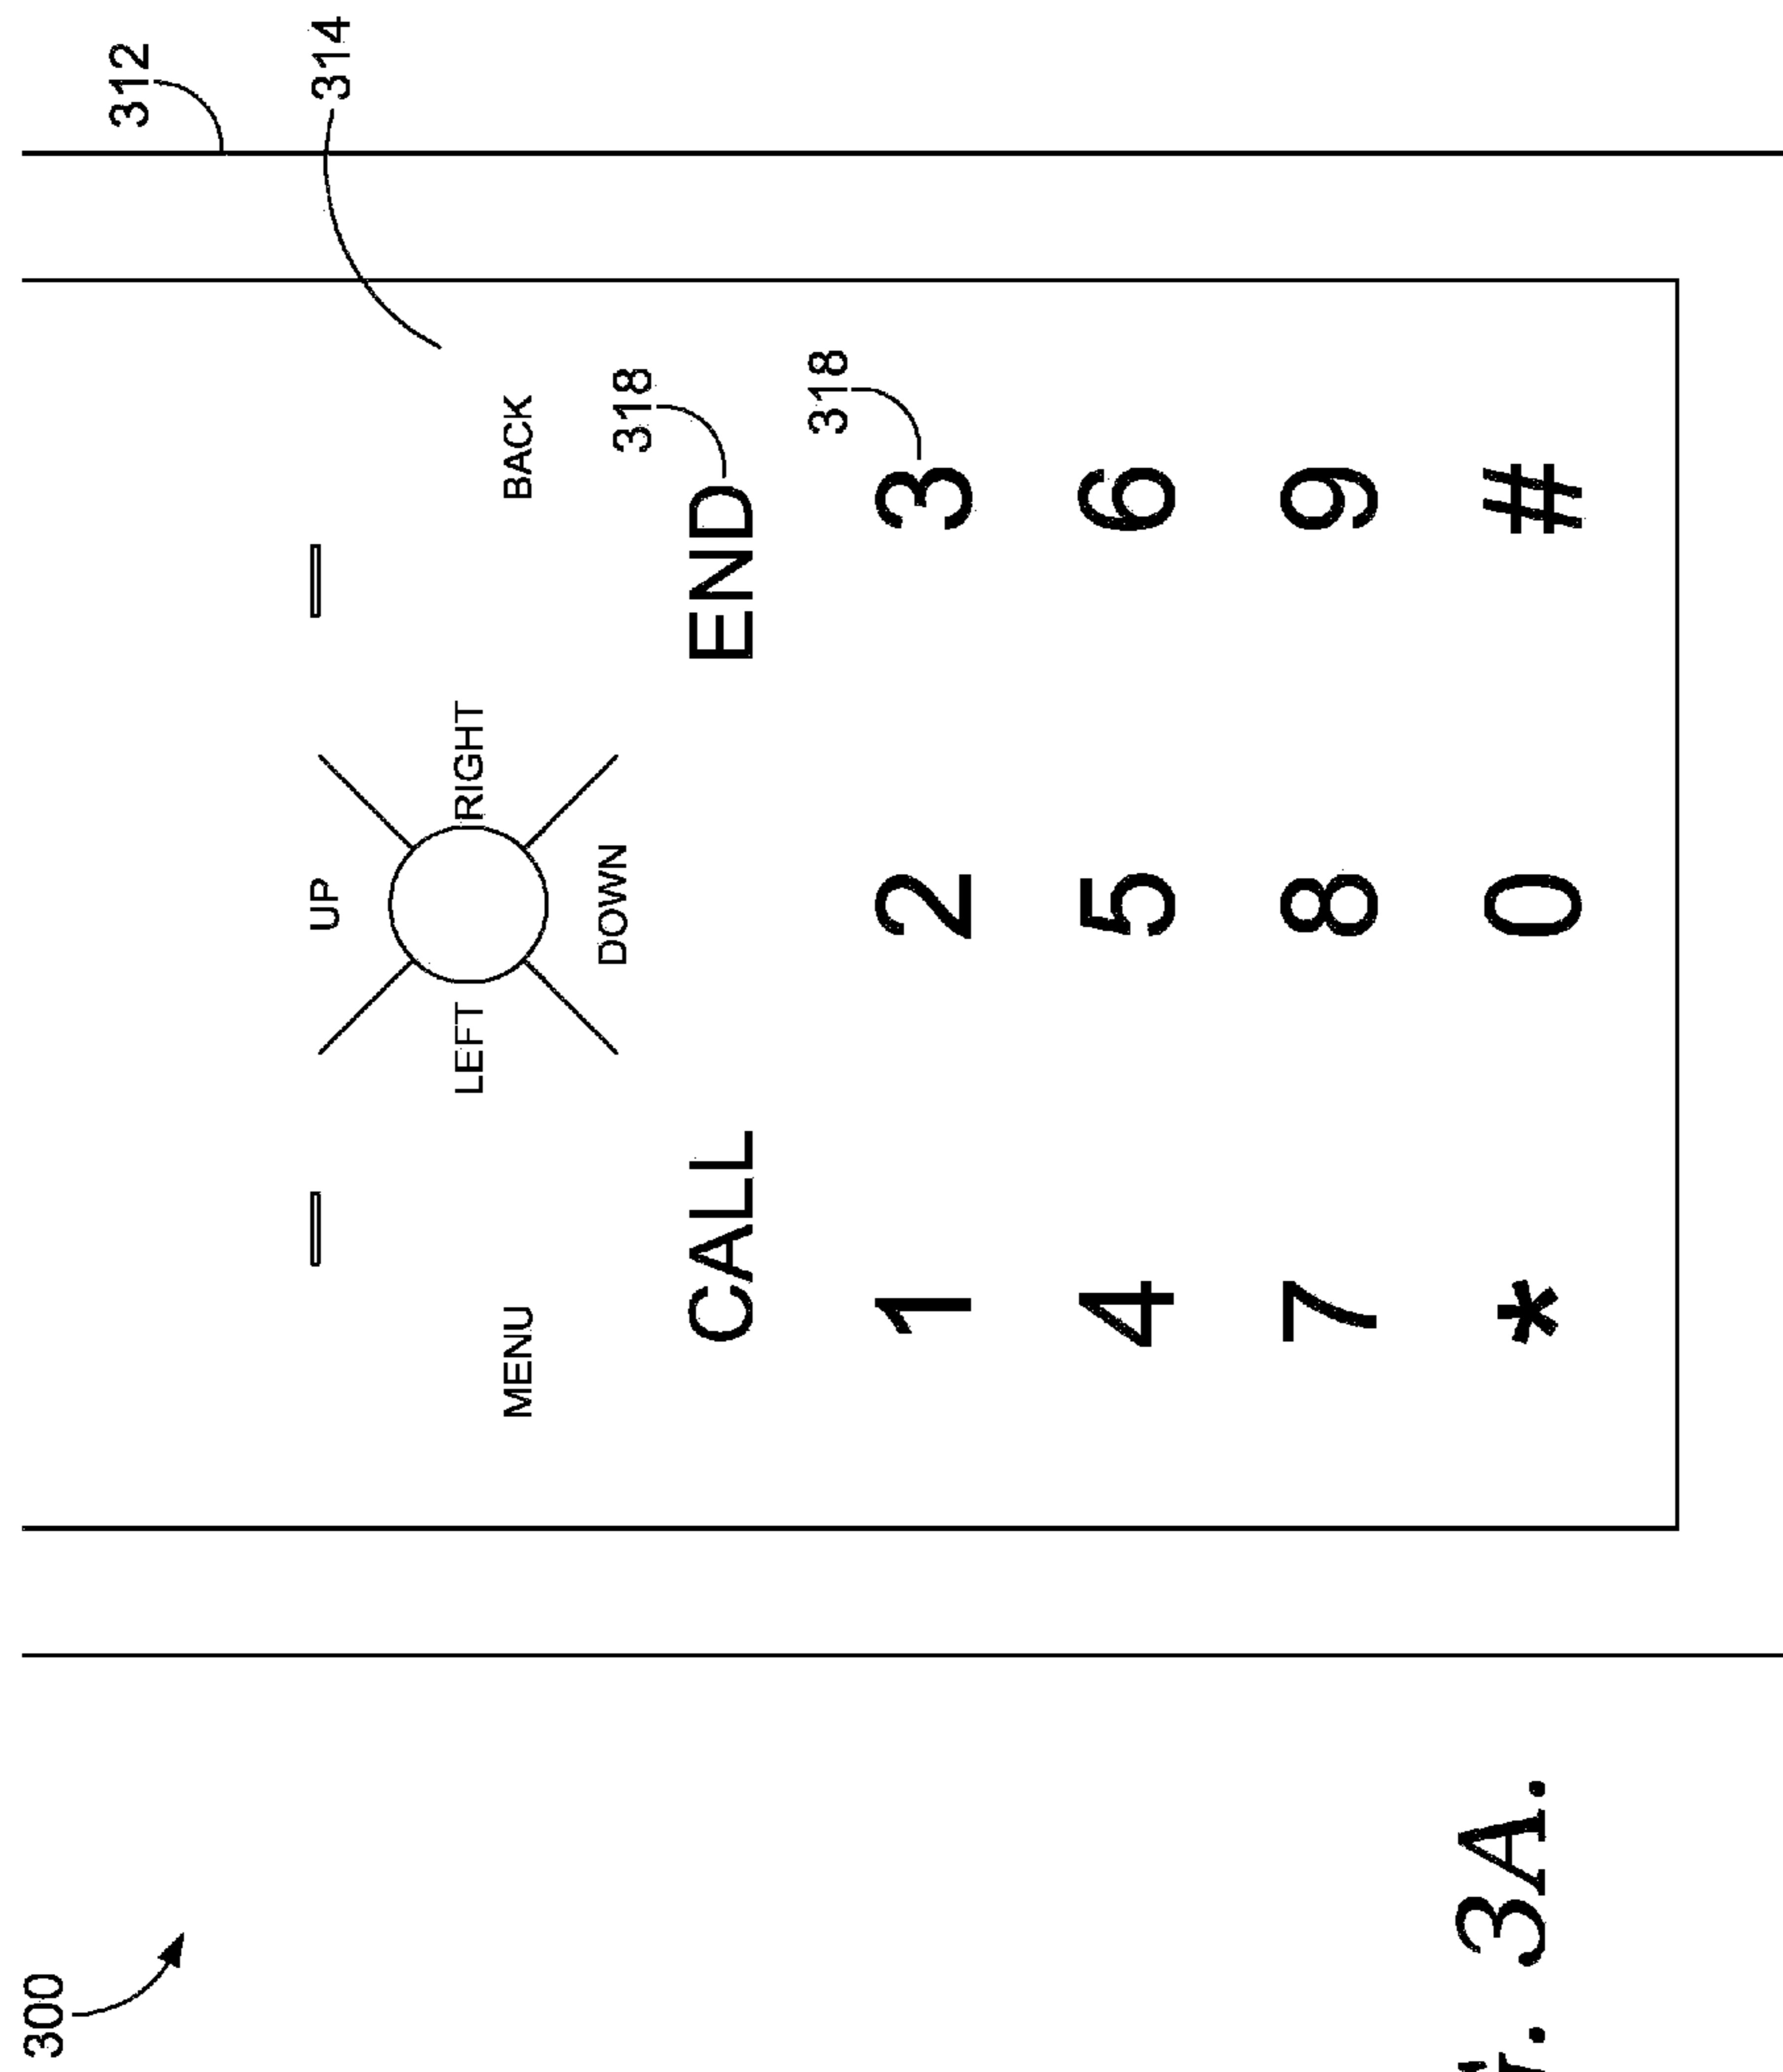 300
312
UP 314
LEFT RIGHT
MENU BACK
DOWN 318
CALL END
318
1 2 3
4 5 6
7 8 9
* 0 #
3A.